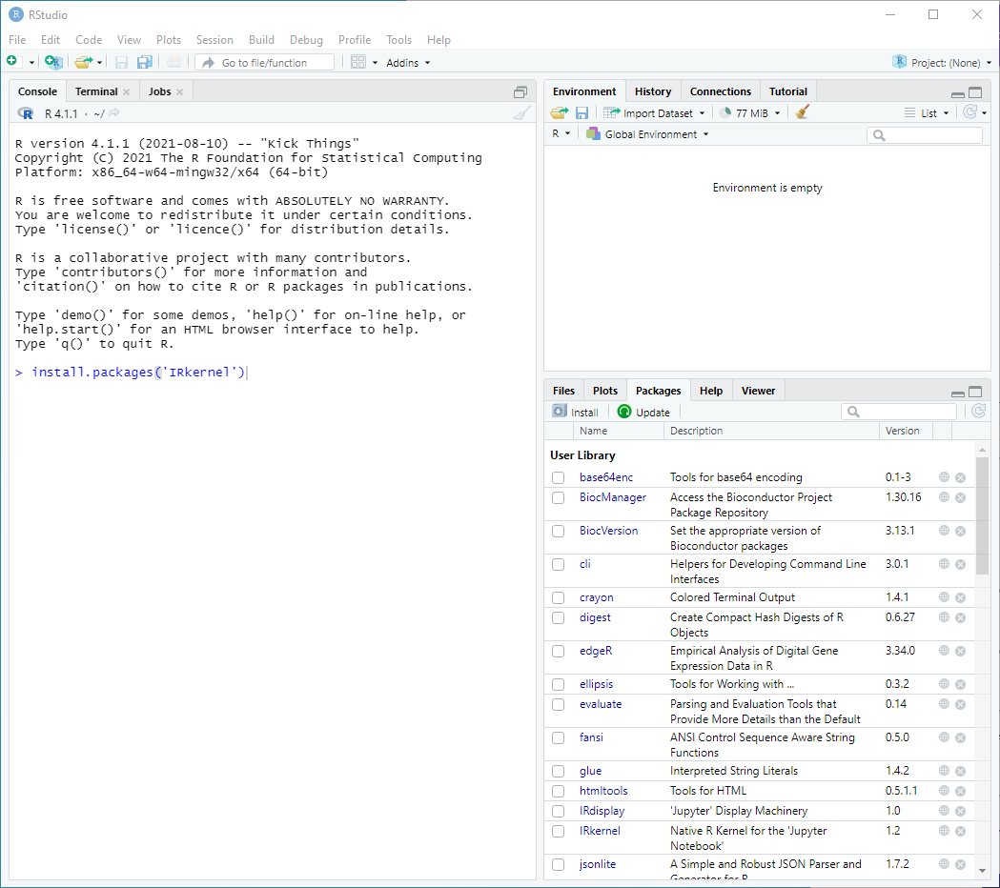 RStudio
File Edit Code View Plots Session Build Debug Profile Tools Help
Go to file/function
Addins
Project: (None)
Console Terminal Jobs
R 4.1.1 · ~/
R version 4.1.1 (2021-08-10) -- "Kick Things"
Copyright (C) 2021 The R Foundation for Statistical Computing
Platform: x86_64-w64-mingw32/x64 (64-bit)
R is free software and comes with ABSOLUTELY NO WARRANTY.
You are welcome to redistribute it under certain conditions.
Type 'license()' or 'licence()' for distribution details.
R is a collaborative project with many contributors.
Type 'contributors()' for more information and
'citation()' on how to cite R or R packages in publications.
Type 'demo()' for some demos, 'help()' for on-line help, or
'help.start()' for an HTML browser interface to help.
Type 'q()' to quit R.
> install.packages('IRkernel')
Environment History Connections Tutorial
Import Dataset 77 MiB List
R Global Environment
Environment is empty
Files Plots Packages Help Viewer
Install Update
Name Description Version
User Library
base64enc Tools for base64 encoding 0.1-3
BiocManager Access the Bioconductor Project 1.30.16
Package Repository
BiocVersion Set the appropriate version of 3.13.1
Bioconductor packages
cli Helpers for Developing Command Line 3.0.1
Interfaces
crayon Colored Terminal Output 1.4.1
digest Create Compact Hash Digests of R 0.6.27
Objects
edgeR Empirical Analysis of Digital Gene 3.34.0
Expression Data in R
ellipsis Tools for Working with ... 0.3.2
evaluate Parsing and Evaluation Tools that 0.14
Provide More Details than the Default
fansi ANSI Control Sequence Aware String 0.5.0
Functions
glue Interpreted String Literals 1.4.2
htmltools Tools for HTML 0.5.1.1
IRdisplay 'Jupyter' Display Machinery 1.0
IRkernel Native R Kernel for the 'Jupyter 1.2
Notebook'
jsonlite A Simple and Robust JSON Parser and 1.7.2
Generator for R